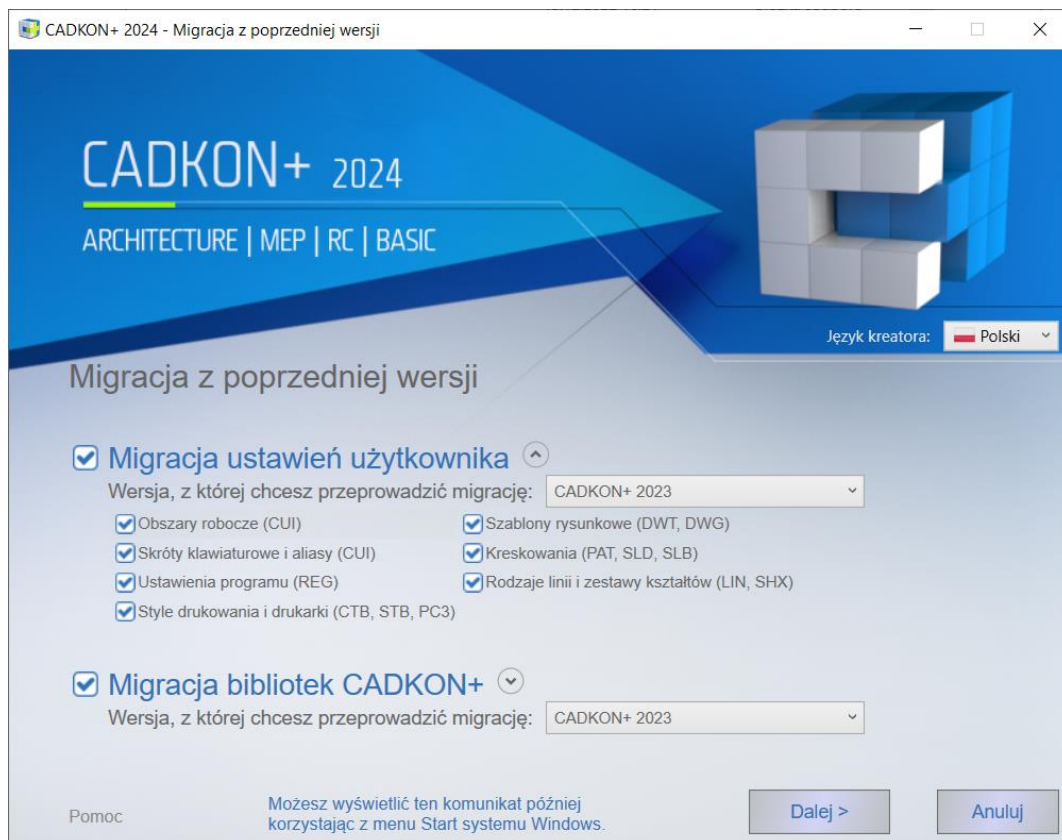 CADKON+ 2024 - Migracja z poprzedniej wersji
CADKON+ 2024
ARCHITECTURE | MEP | RC | BASIC
Język kreatora: Polski
Migracja z poprzedniej wersji
Migracja ustawień użytkownika
Wersja, z której chcesz przeprowadzić migrację: CADKON+ 2023
Obszary robocze (CUI) Szablony rysunkowe (DWT, DWG)
Skróty klawiaturowe i aliasy (CUI) Kreskowania (PAT, SLD, SLB)
Ustawienia programu (REG) Rodzaje linii i zestawy kształtów (LIN, SHX)
Style drukowania i drukarki (CTB, STB, PC3)
Migracja bibliotek CADKON+
Wersja, z której chcesz przeprowadzić migrację: CADKON+ 2023
Możesz wyświetlić ten komunikat później
Pomoc korzystając z menu Start systemu Windows. Dalej > Anuluj